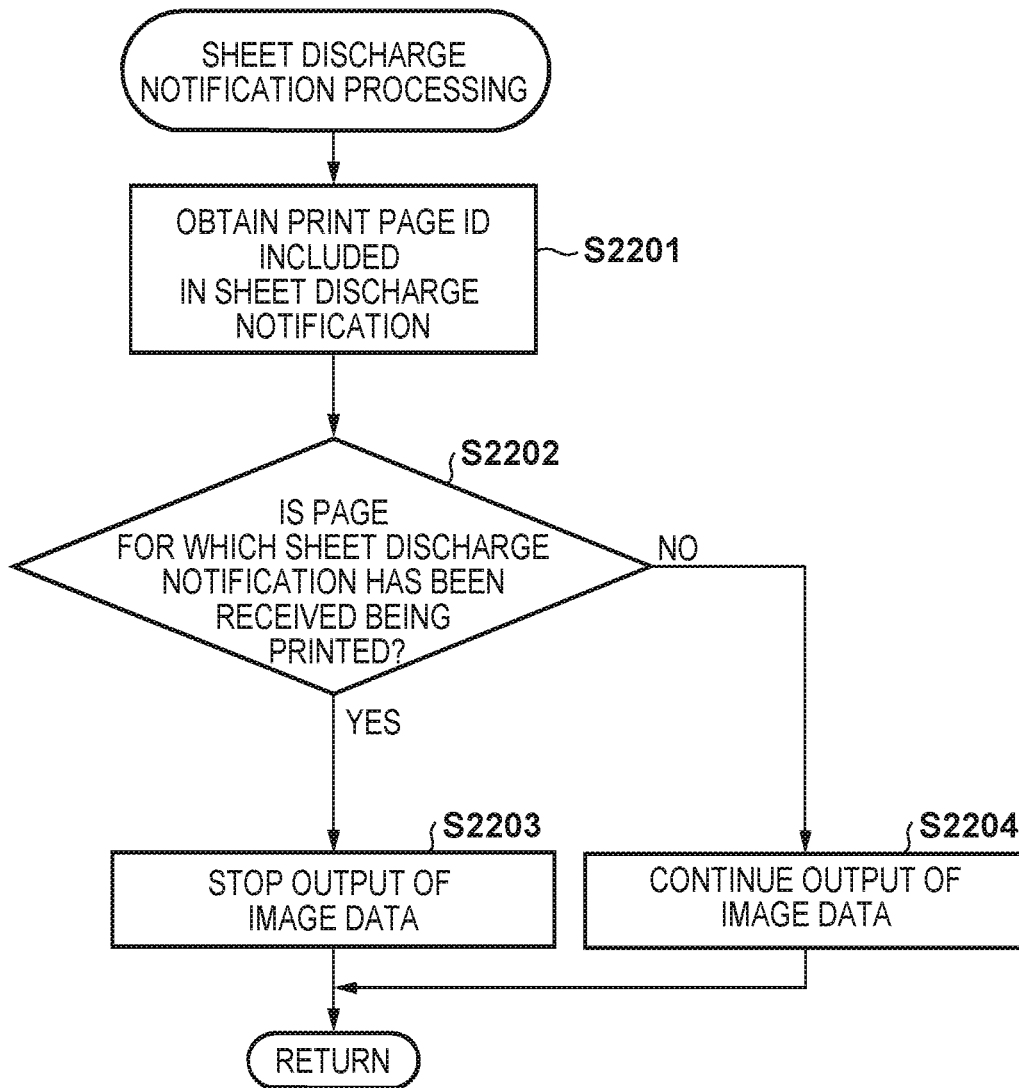 SHEET DISCHARGE
NOTIFICATION PROCESSING
OBTAIN PRINT PAGE ID
INCLUDED
IN SHEET DISCHARGE
NOTIFICATION
S2201
S2202
IS PAGE
FOR WHICH SHEET DISCHARGE
NOTIFICATION HAS BEEN
RECEIVED BEING
PRINTED?
NO
YES
S2203
STOP OUTPUT OF
IMAGE DATA
S2204
CONTINUE OUTPUT OF
IMAGE DATA
RETURN